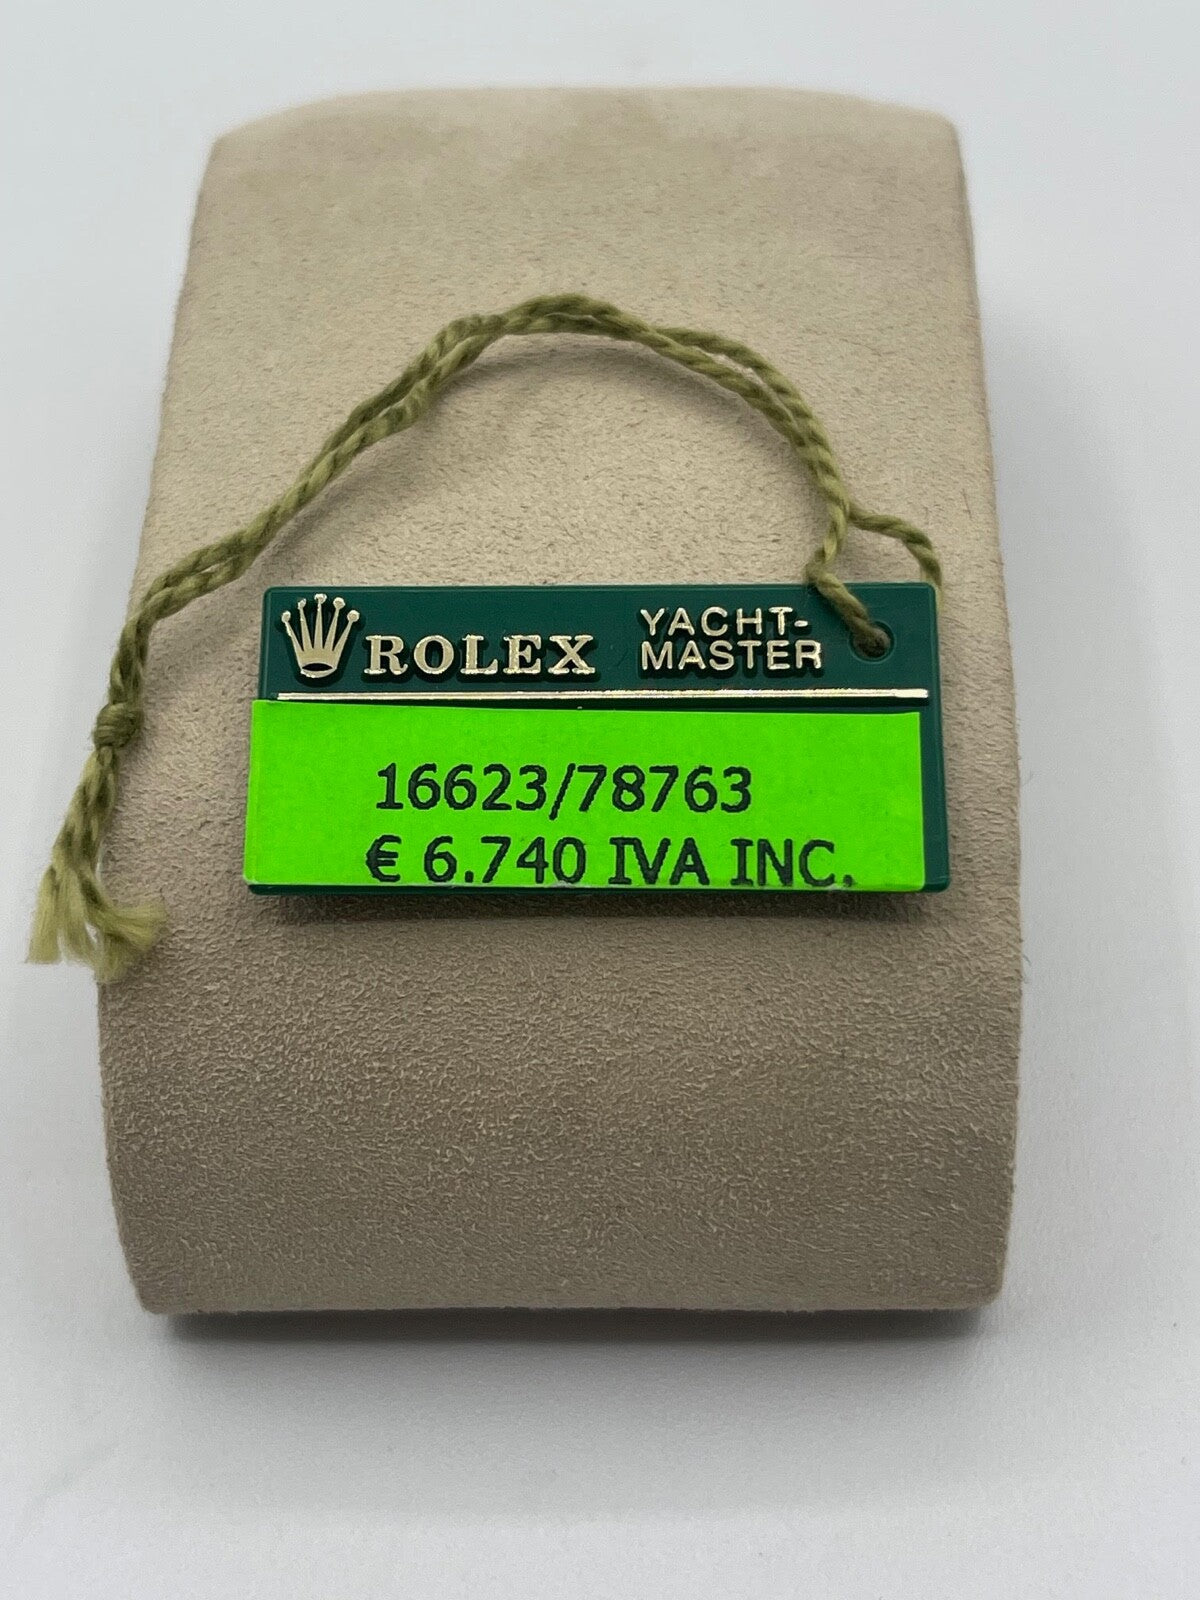 ROLEX
YACHT-
MASTER
16623/78763
€ 6.740 IVA INC.